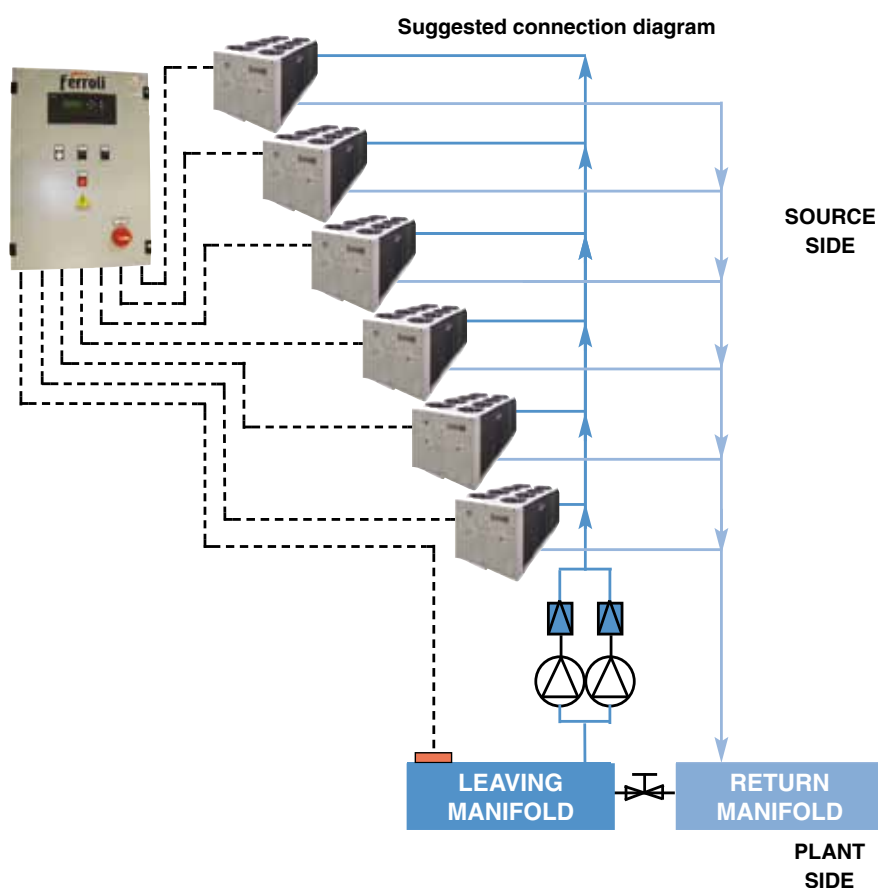 Suggested connection diagram
Ferroli
SOURCE
SIDE
LEAVING
MANIFOLD
RETURN
MANIFOLD
PLANT
SIDE